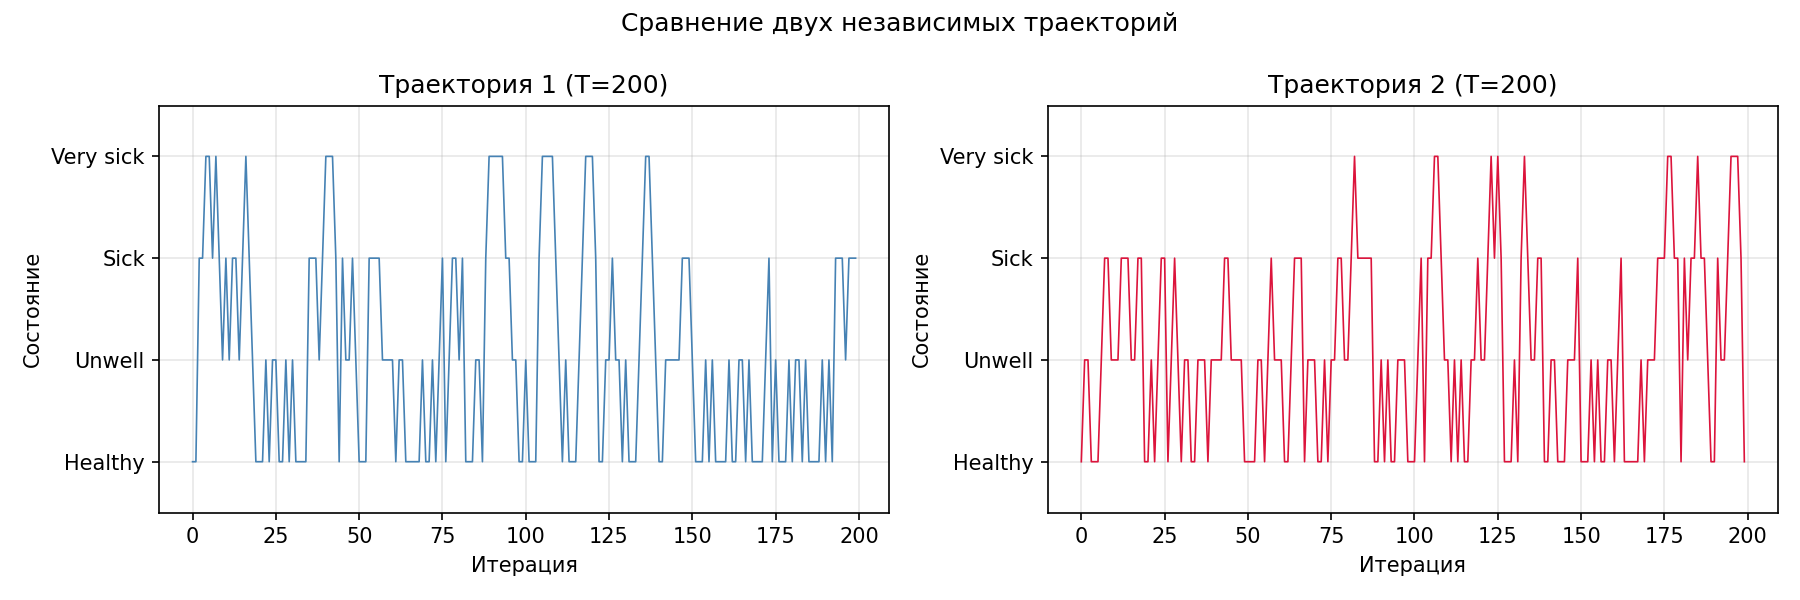 Сравнение двух независимых траекторий
Траектория 1 (T=200)
Very sick
Sick
Unwell
Healthy
Состояние
0 25 50 75 100 125 150 175 200
Итерация
Траектория 2 (T=200)
Very sick
Sick
Unwell
Healthy
Состояние
0 25 50 75 100 125 150 175 200
Итерация